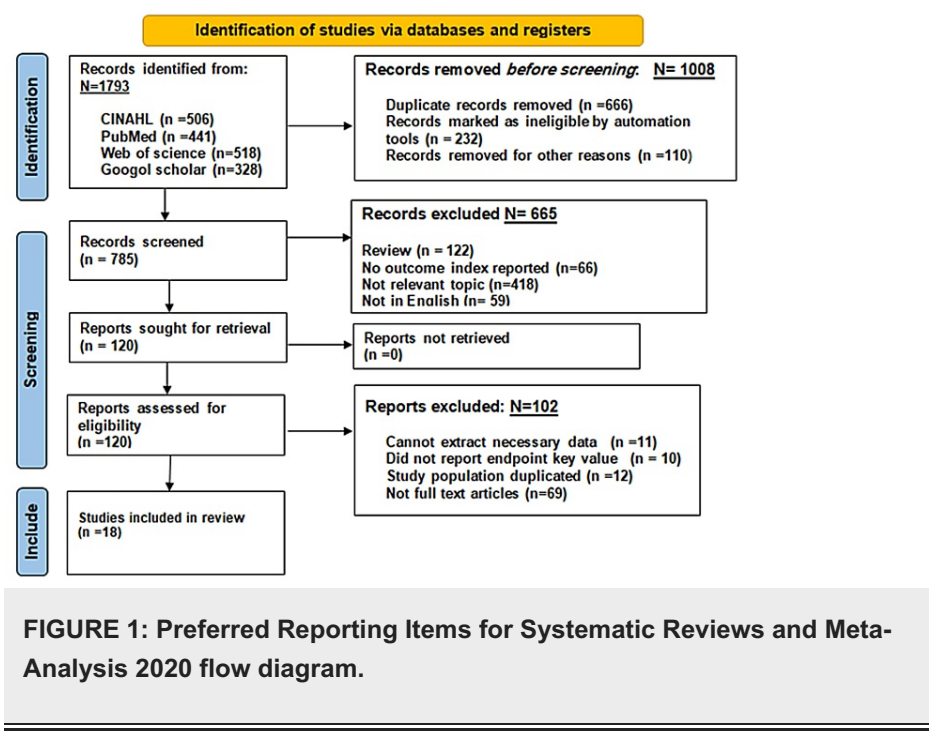 Identification of studies via databases and registers
Identification
Records identified from:
N=1793
CINAHL (n =506)
PubMed (n =441)
Web of science (n=518)
Googol scholar (n=328)
Records removed before screening: N= 1008
Duplicate records removed (n =666)
Records marked as ineligible by automation
tools (n = 232)
Records removed for other reasons (n =110)
Screening
Records screened
(n = 785)
Records excluded N= 665
Review (n = 122)
No outcome index reported (n=66)
Not relevant topic (n=418)
Not in English (n= 59)
Reports sought for retrieval
(n = 120)
Reports not retrieved
(n =0)
Reports assessed for
eligibility
(n =120)
Reports excluded: N=102
Cannot extract necessary data (n =11)
Did not report endpoint key value (n = 10)
Study population duplicated (n =12)
Not full text articles (n=69)
Include
Studies included in review
(n =18)
FIGURE 1: Preferred Reporting Items for Systematic Reviews and Meta-
Analysis 2020 flow diagram.